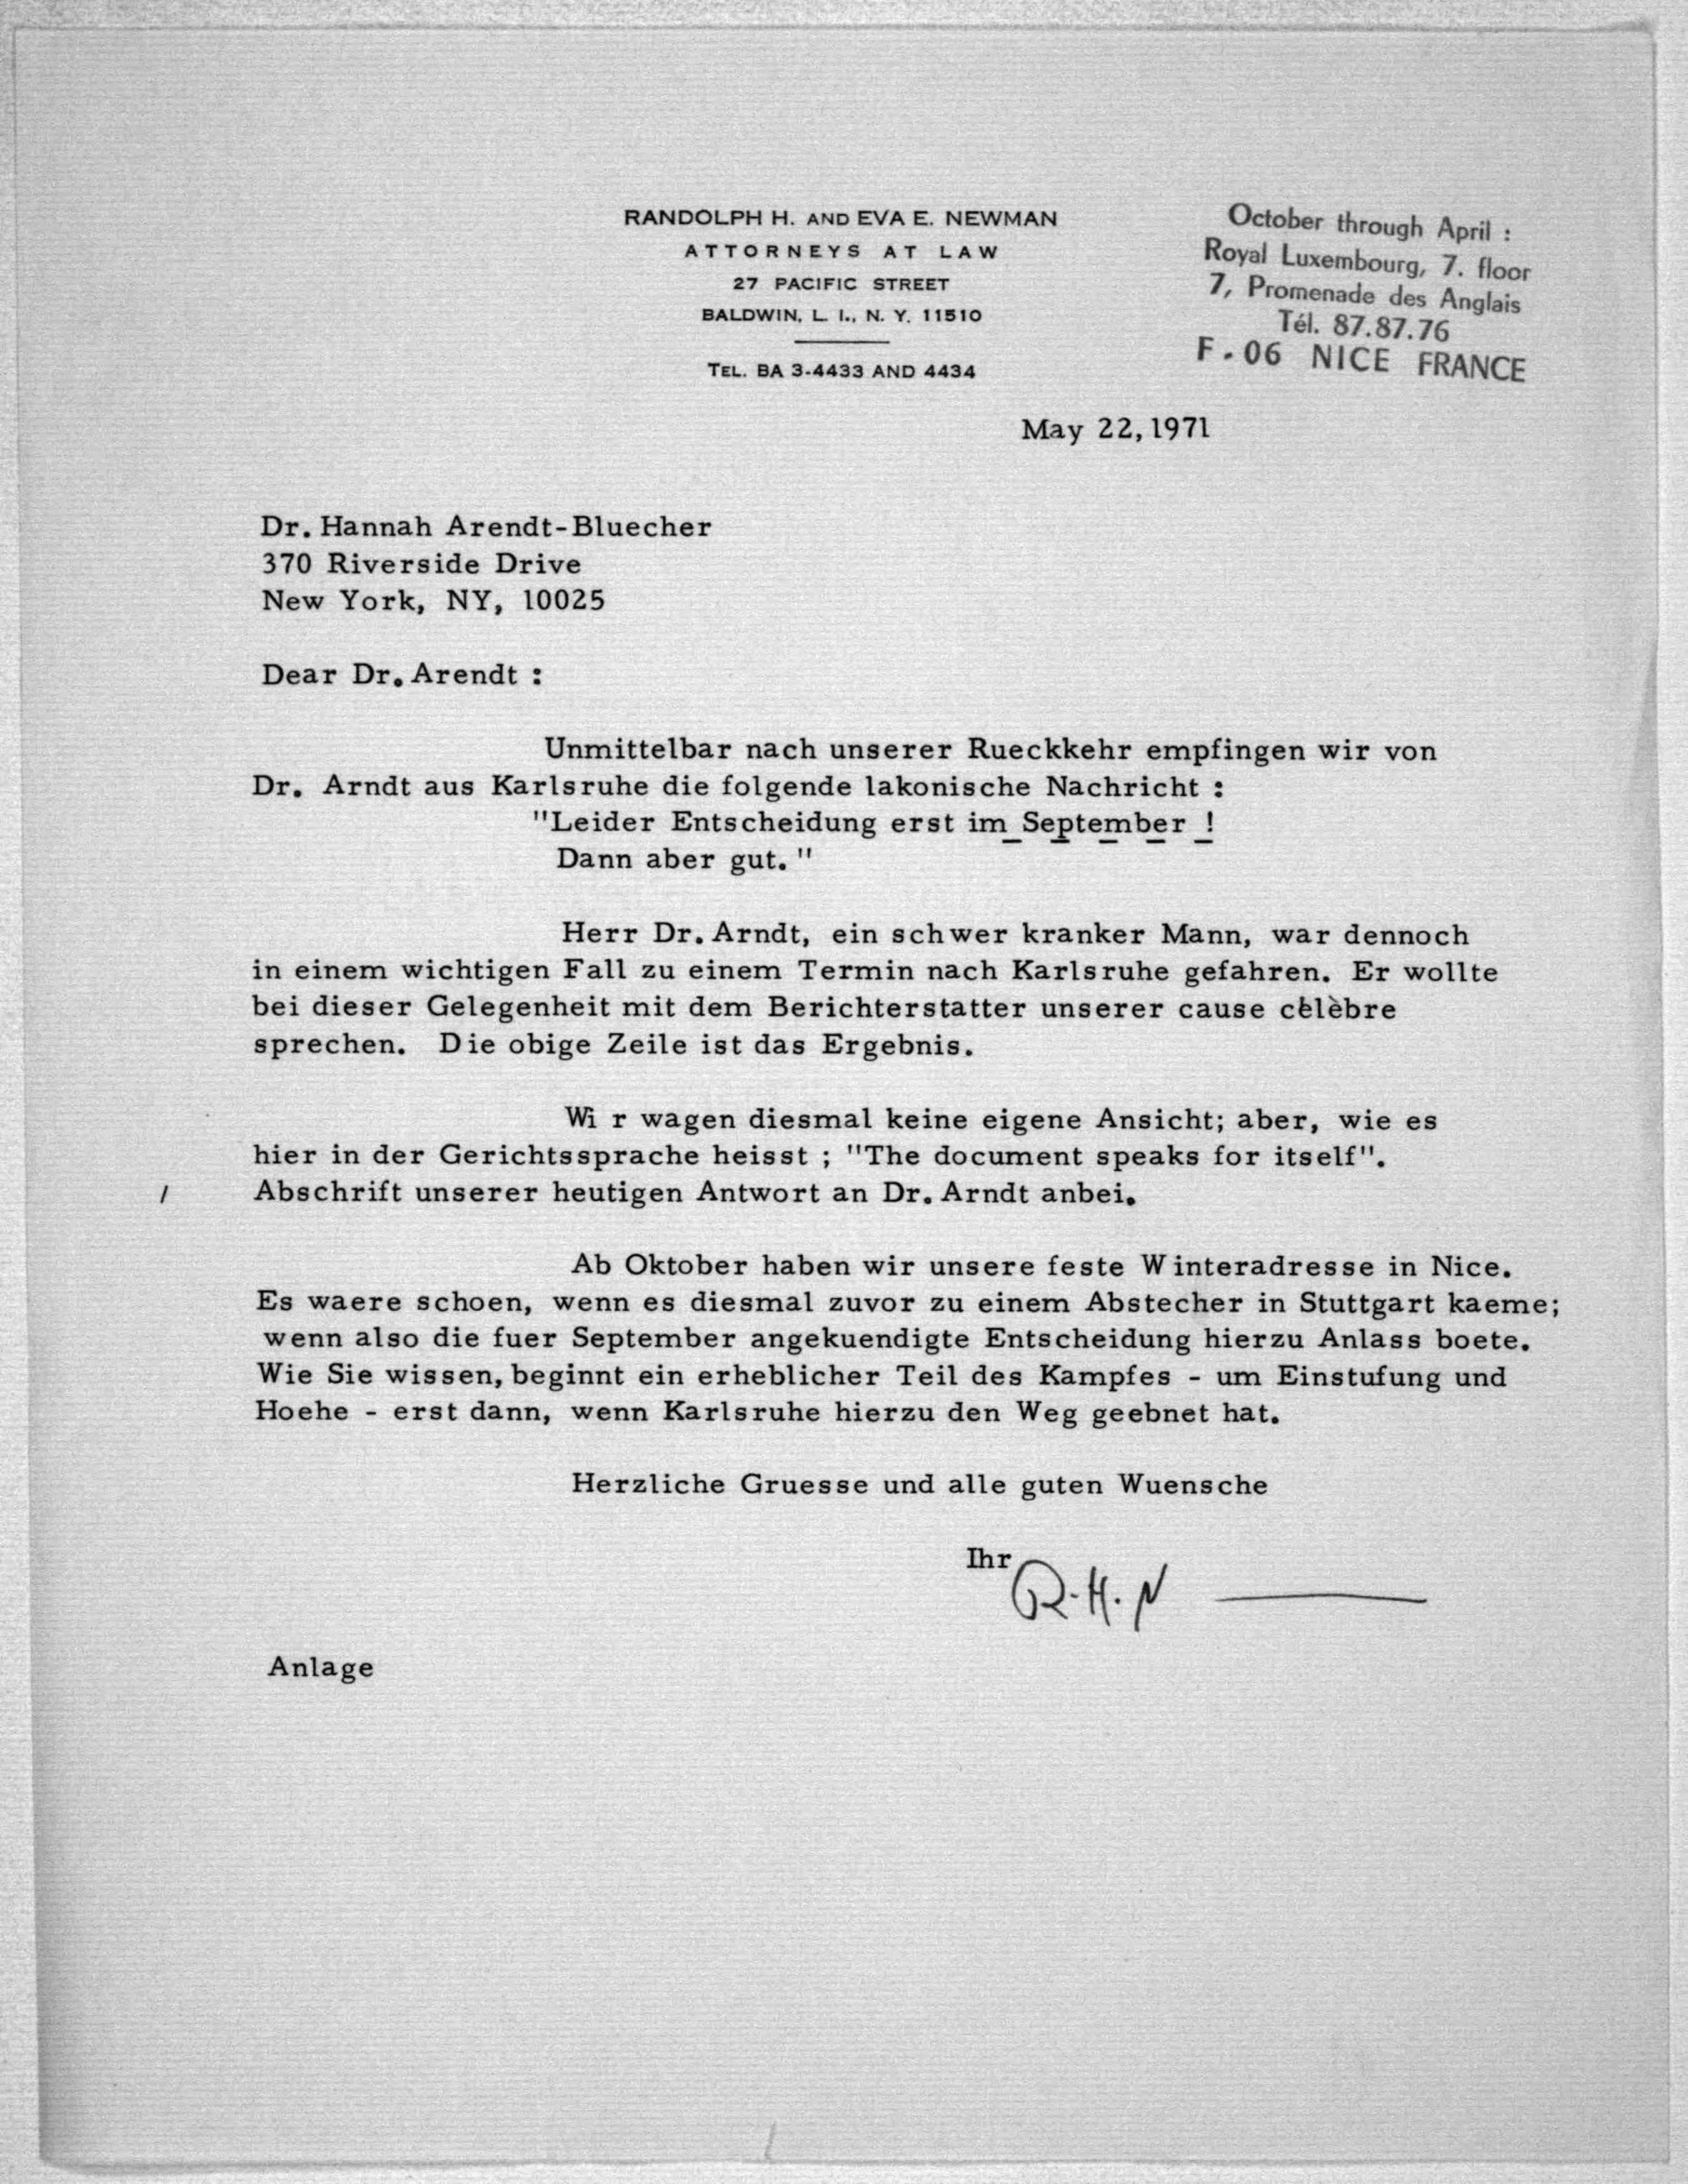 RANDOLPH H. AND EVA E. NEWMAN
ATTORNEYS AT LAW
27 PACIFIC STREET
BALDWIN, L. I., N. Y. 11510
TEL. BA 3-4433 AND 4434
October through April :
Royal Luxembourg, 7. floor
7, Promenade des Anglais
Tél. 87.87.76
F - 06 NICE FRANCE
May 22, 1971
Dr. Hannah Arendt-Bluecher
370 Riverside Drive
New York, NY, 10025
Dear Dr. Arendt :
Unmittelbar nach unserer Rueckkehr empfingen wir von
Dr. Arndt aus Karlsruhe die folgende lakonische Nachricht :
"Leider Entscheidung erst im September !
Dann aber gut. "
Herr Dr. Arndt, ein schwer kranker Mann, war dennoch
in einem wichtigen Fall zu einem Termin nach Karlsruhe gefahren. Er wollte
bei dieser Gelegenheit mit dem Berichterstatter unserer cause cèlèbre
sprechen. Die obige Zeile ist das Ergebnis.
Wi r wagen diesmal keine eigene Ansicht; aber, wie es
hier in der Gerichtssprache heisst ; "The document speaks for itself".
/ Abschrift unserer heutigen Antwort an Dr. Arndt anbei.
Ab Oktober haben wir unsere feste Winteradresse in Nice.
Es waere schoen, wenn es diesmal zuvor zu einem Abstecher in Stuttgart kaeme;
wenn also die fuer September angekuendigte Entscheidung hierzu Anlass boete.
Wie Sie wissen, beginnt ein erheblicher Teil des Kampfes - um Einstufung und
Hoehe - erst dann, wenn Karlsruhe hierzu den Weg geebnet hat.
Herzliche Gruesse und alle guten Wuensche
Ihr
R. H. N
Anlage